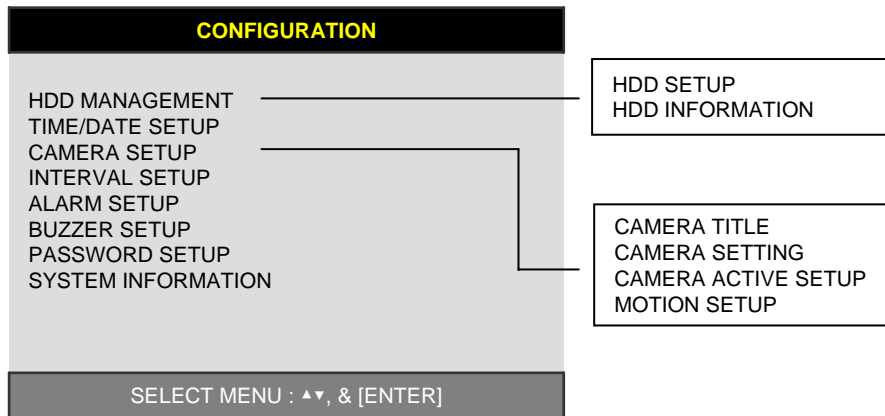 CONFIGURATION
HDD MANAGEMENT
TIME/DATE SETUP
CAMERA SETUP
INTERVAL SETUP
ALARM SETUP
BUZZER SETUP
PASSWORD SETUP
SYSTEM INFORMATION
SELECT MENU : ▲▼, & [ENTER]
HDD SETUP
HDD INFORMATION
CAMERA TITLE
CAMERA SETTING
CAMERA ACTIVE SETUP
MOTION SETUP